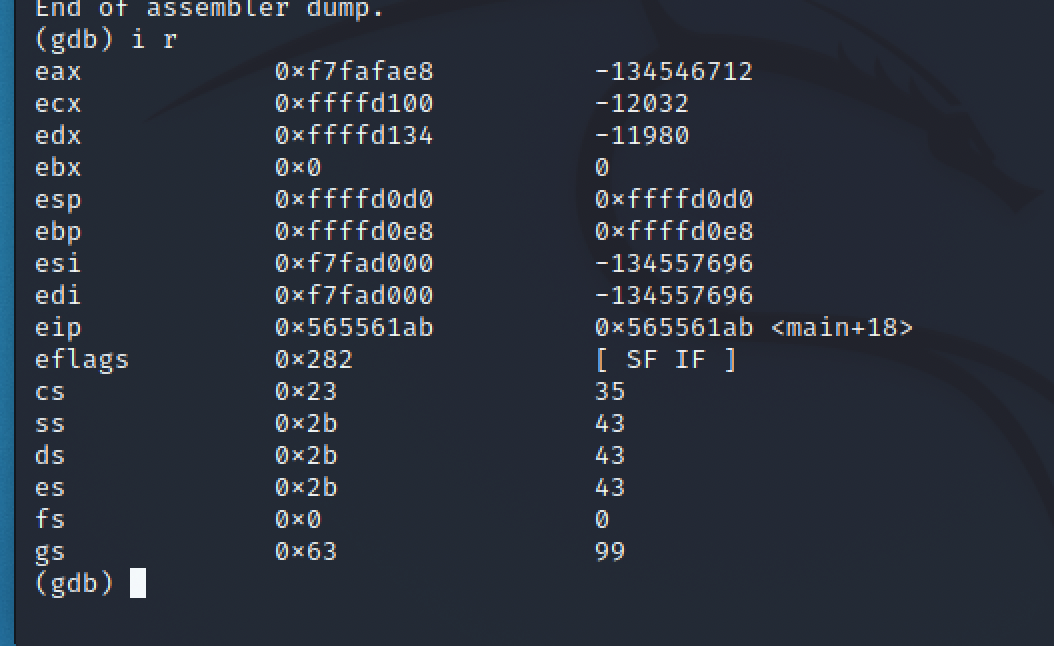 End of assembler dump.
(gdb) i r
eax 0×f7fafae8 -134546712
ecx 0×ffffd100 -12032
edx 0×ffffd134 -11980
ebx 0×0 0
esp 0×ffffd0d0 0×ffffd0d0
ebp 0×ffffd0e8 0×ffffd0e8
esi 0×f7fad000 -134557696
edi 0×f7fad000 -134557696
eip 0×565561ab 0×565561ab <main+18>
eflags 0×282 [ SF IF ]
cs 0×23 35
ss 0×2b 43
ds 0×2b 43
es 0×2b 43
fs 0×0 0
gs 0×63 99
(gdb)